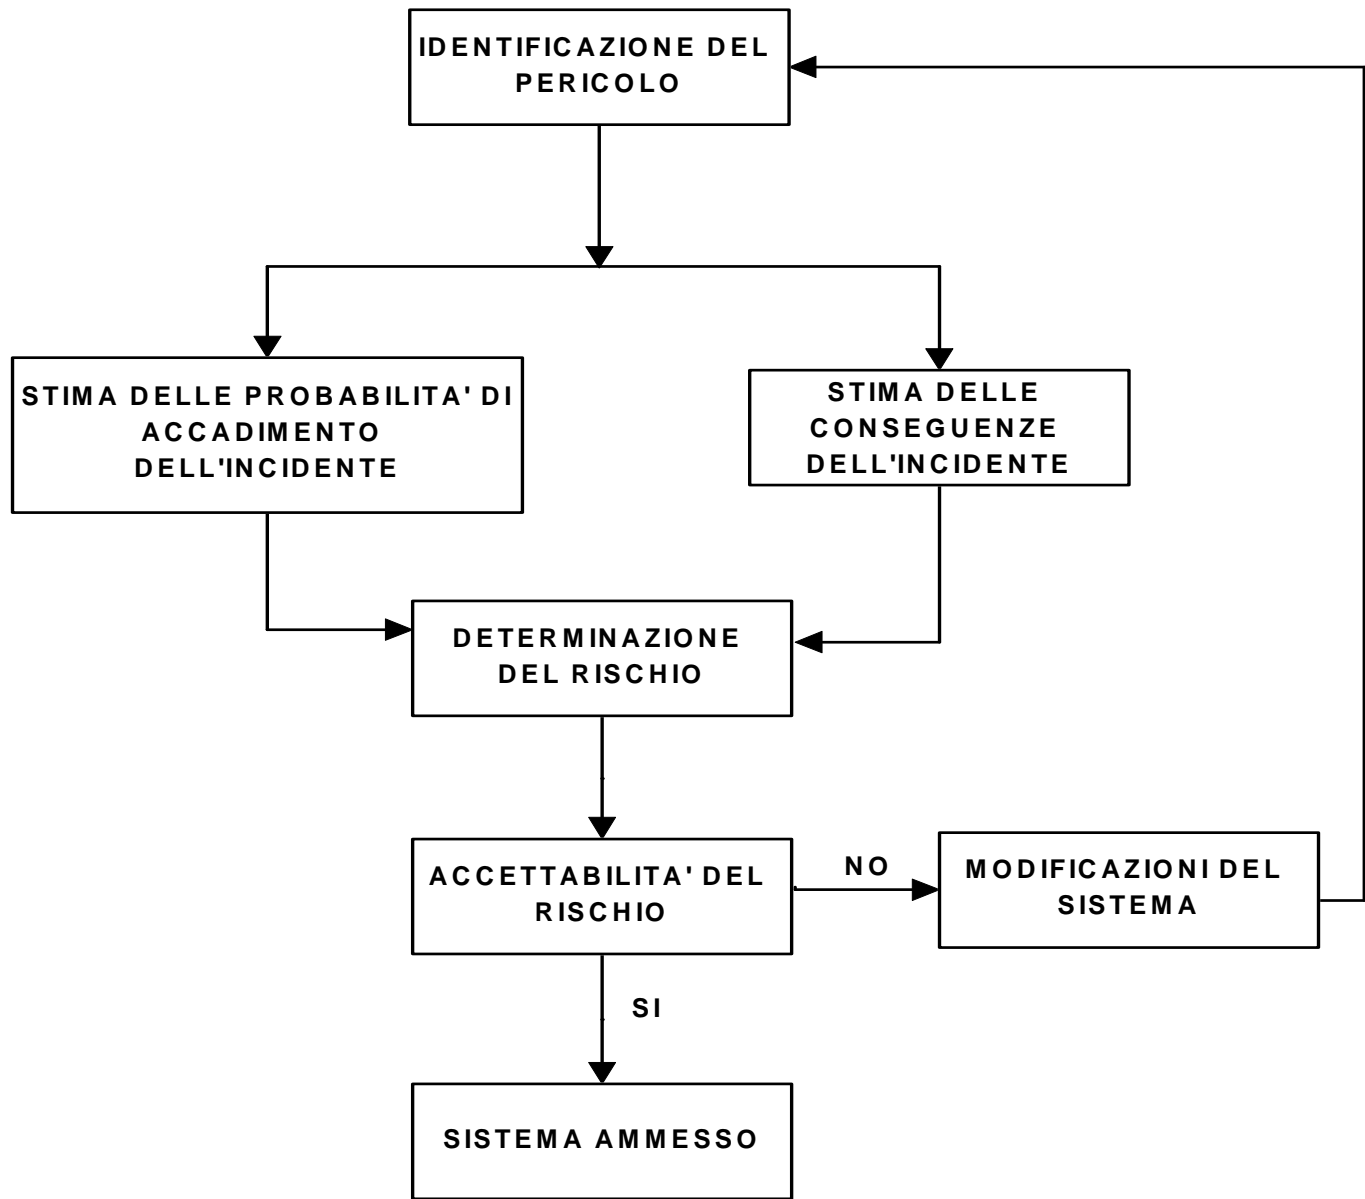 IDENTIFICAZIONE DEL
PERICOLO
STIMA DELLE PROBABILITA' DI
ACCADIMENTO
DELL'INCIDENTE
STIMA DELLE
CONSEGUENZE
DELL'INCIDENTE
DETERMINAZIONE
DEL RISCHIO
ACCETTABILITA' DEL
RISCHIO
NO
MODIFICAZIONI DEL
SISTEMA
SI
SISTEMA AMMESSO